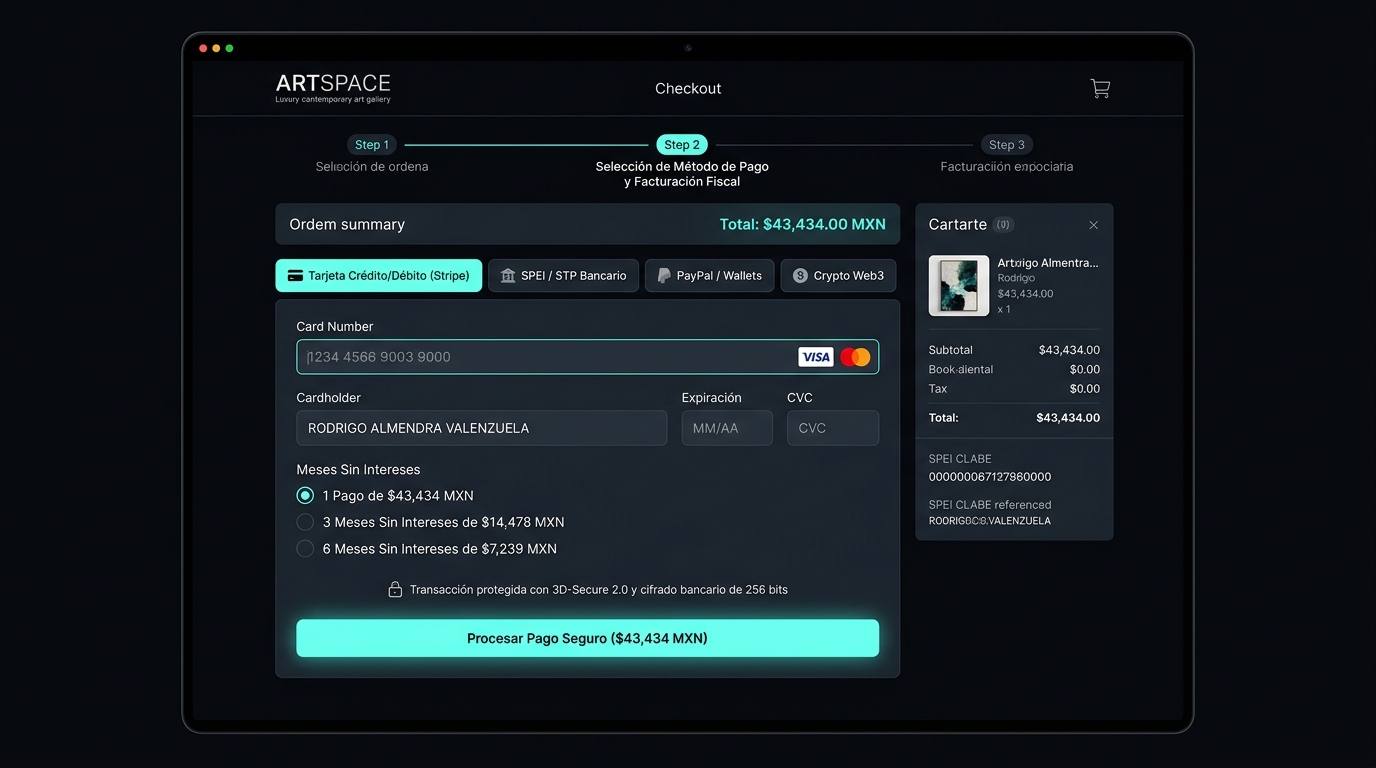 ARTSPACE
Luxury cantemporary art gallery
Checkout
Step 1
Step 2
Step 3
Selección de ordena
Selección de Método de Pago
y Facturación Fiscal
Facturación
Ordem summary
Total: $43,434.00 MXN
Tarjeta Crédito/Débito (Stripe)
SPEI / STP Bancario
PayPal / Wallets
Crypto Web3
Card Number
1234 4566 9003 9000
VISA
Cardholder
Expiración
CVC
RODRIGO ALMENDRA VALENZUELA
MM/AA
CVC
Meses Sin Intereses
1 Pago de $43,434 MXN
3 Meses Sin Intereses de $14,478 MXN
6 Meses Sin Intereses de $7,239 MXN
Transacción protegida con 3D-Secure 2.0 y cifrado bancario de 256 bits
Procesar Pago Seguro ($43,434 MXN)
Cartarte (0)
Almentra...
Rodrigo
$43,434.00
x 1
Subtotal $43,434.00
Book-aiental $0.00
Tax $0.00
Total: $43,434.00
SPEI CLABE
000000067127980000
SPEI CLABE referenced